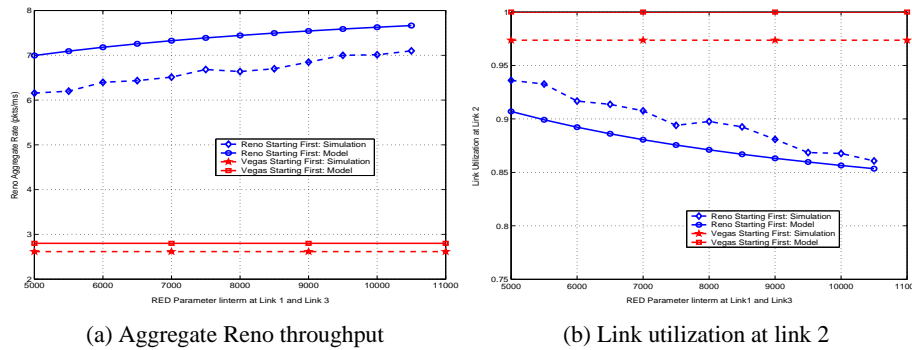 8
7
6
5
4
3
2
5000 6000 7000 8000 9000 10000 11000
Reno Aggregate Rate (pkts/ms)
RED Parameter linterm at Link 1 and Link 3
Reno Starting First: Simulation
Reno Starting First: Model
Vegas Starting First: Simulation
Vegas Starting First: Model
(a) Aggregate Reno throughput
1
0.95
0.9
0.85
0.8
0.75
5000 6000 7000 8000 9000 10000 11000
Link Utilization at Link 2
RED Parameter linterm at Link1 and Link3
Reno Starting First: Simulation
Reno Starting First: Model
Vegas Starting First: Simulation
Vegas Starting First: Model
(b) Link utilization at link 2